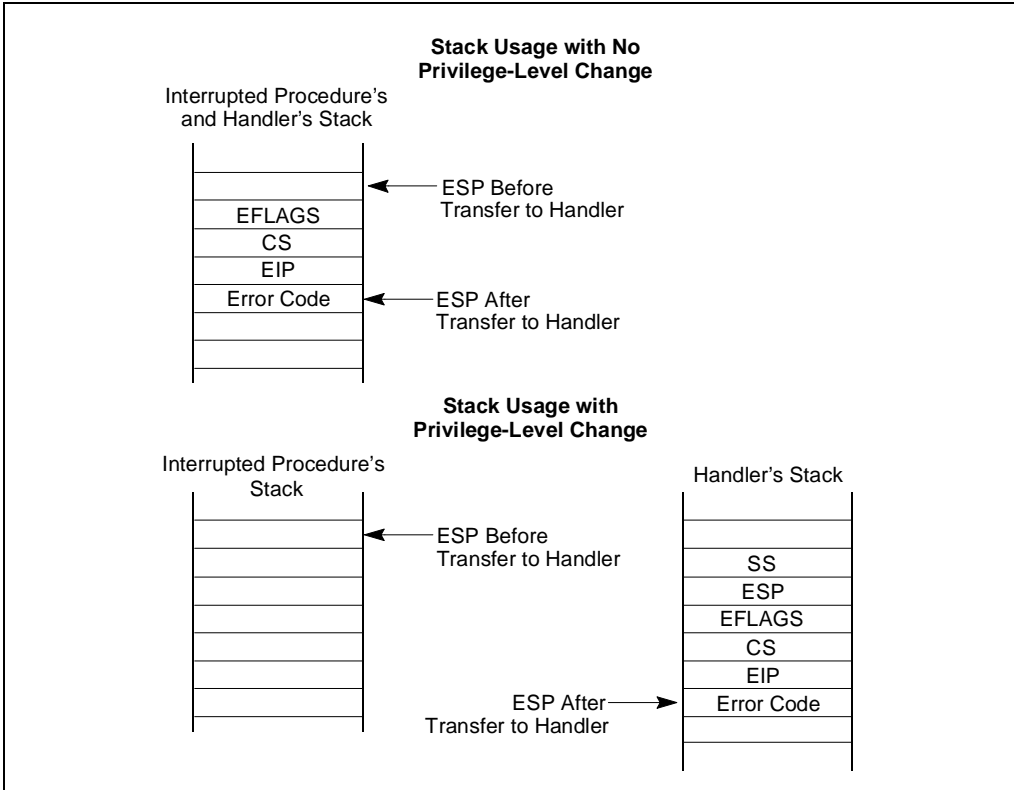 Stack Usage with No
Privilege-Level Change
Interrupted Procedure's
and Handler's Stack
ESP Before
Transfer to Handler
EFLAGS
CS
EIP
Error Code
ESP After
Transfer to Handler
Stack Usage with
Privilege-Level Change
Interrupted Procedure's
Stack
Handler's Stack
ESP Before
Transfer to Handler
SS
ESP
EFLAGS
CS
EIP
ESP After
Transfer to Handler
Error Code